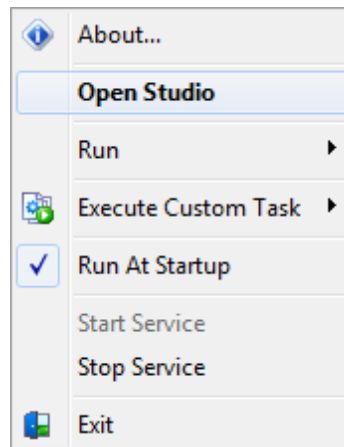 About...
Open Studio
Run
Execute Custom Task
Run At Startup
Start Service
Stop Service
Exit